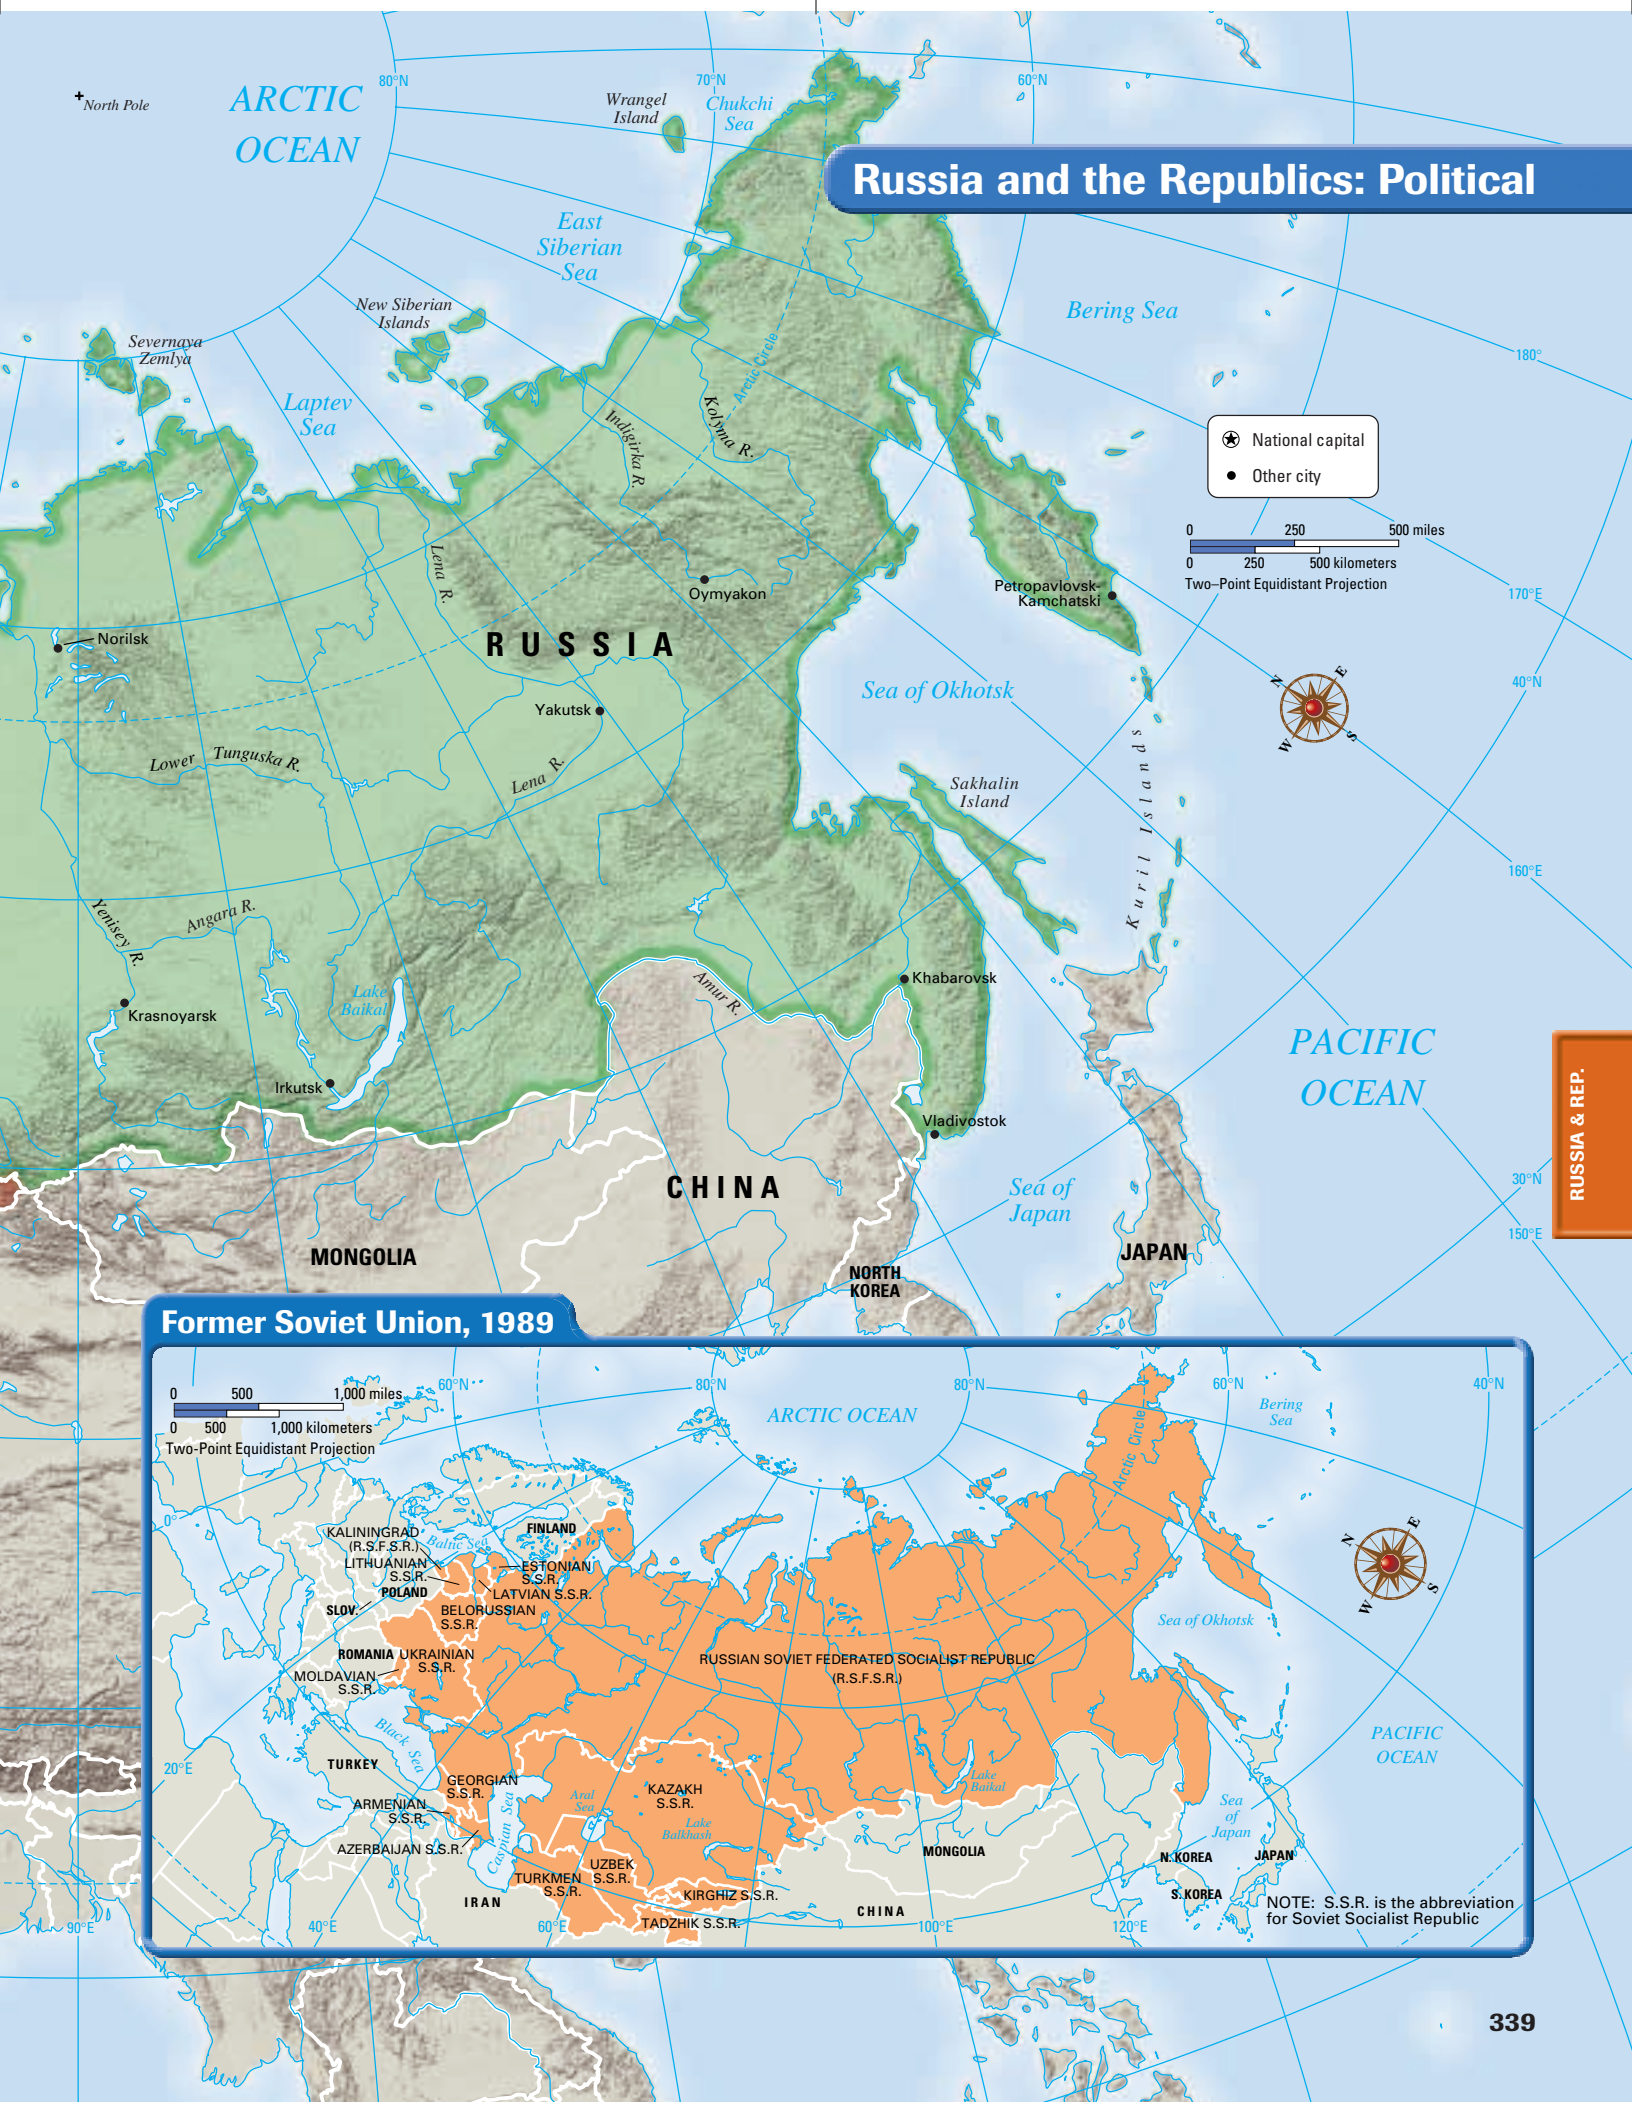 80°N
70°N
60°N
North Pole
ARCTIC
OCEAN
Wrangel
Island
Chukchi
Sea
Russia and the Republics: Political
East
Siberian
Sea
Bering Sea
New Siberian
Islands
Severnaya
Zemlya
Laptev
Sea
Arctic Circle
180°
Kolyma R.
Indigirka R.
National capital
Other city
0 250 500 miles
0 250 500 kilometers
Two–Point Equidistant Projection
Lena R.
Oymyakon
Petropavlovsk-
Kamchatski
170°E
Norilsk
RUSSIA
N
E
S
W
Sea of Okhotsk
40°N
Yakutsk
Lower Tunguska R.
Lena R.
Sakhalin
Island
Kuril Islands
160°E
Yenisey R.
Angara R.
Lake
Baikal
Amur R.
Khabarovsk
Krasnoyarsk
PACIFIC
OCEAN
Irkutsk
Vladivostok
RUSSIA & REP.
CHINA
Sea of
Japan
30°N
150°E
MONGOLIA
JAPAN
NORTH
KOREA
Former Soviet Union, 1989
0 500 1,000 miles
0 500 1,000 kilometers
Two-Point Equidistant Projection
60°N
80°N
80°N
60°N
40°N
ARCTIC OCEAN
Bering
Sea
Arctic Circle
0°
KALININGRAD
(R.S.F.S.R.)
Baltic Sea
FINLAND
LITHUANIAN
S.S.R.
ESTONIAN
S.S.R.
POLAND
LATVIAN S.S.R.
SLOV.
BELORUSSIAN
S.S.R.
N
E
S
W
Sea of Okhotsk
ROMANIA
UKRAINIAN
S.S.R.
MOLDAVIAN
S.S.R.
RUSSIAN SOVIET FEDERATED SOCIALIST REPUBLIC
(R.S.F.S.R.)
Black Sea
PACIFIC
OCEAN
20°E
TURKEY
GEORGIAN
S.S.R.
Aral
Sea
KAZAKH
S.S.R.
Lake
Baikal
ARMENIAN
S.S.R.
Caspian Sea
Lake
Balkhash
Sea
of
Japan
AZERBAIJAN S.S.R.
MONGOLIA
N. KOREA
JAPAN
UZBEK
S.S.R.
TURKMEN
S.S.R.
KIRGHIZ S.S.R.
S. KOREA
IRAN
CHINA
TADZHIK S.S.R.
NOTE: S.S.R. is the abbreviation
for Soviet Socialist Republic
90°E
40°E
60°E
100°E
120°E
339